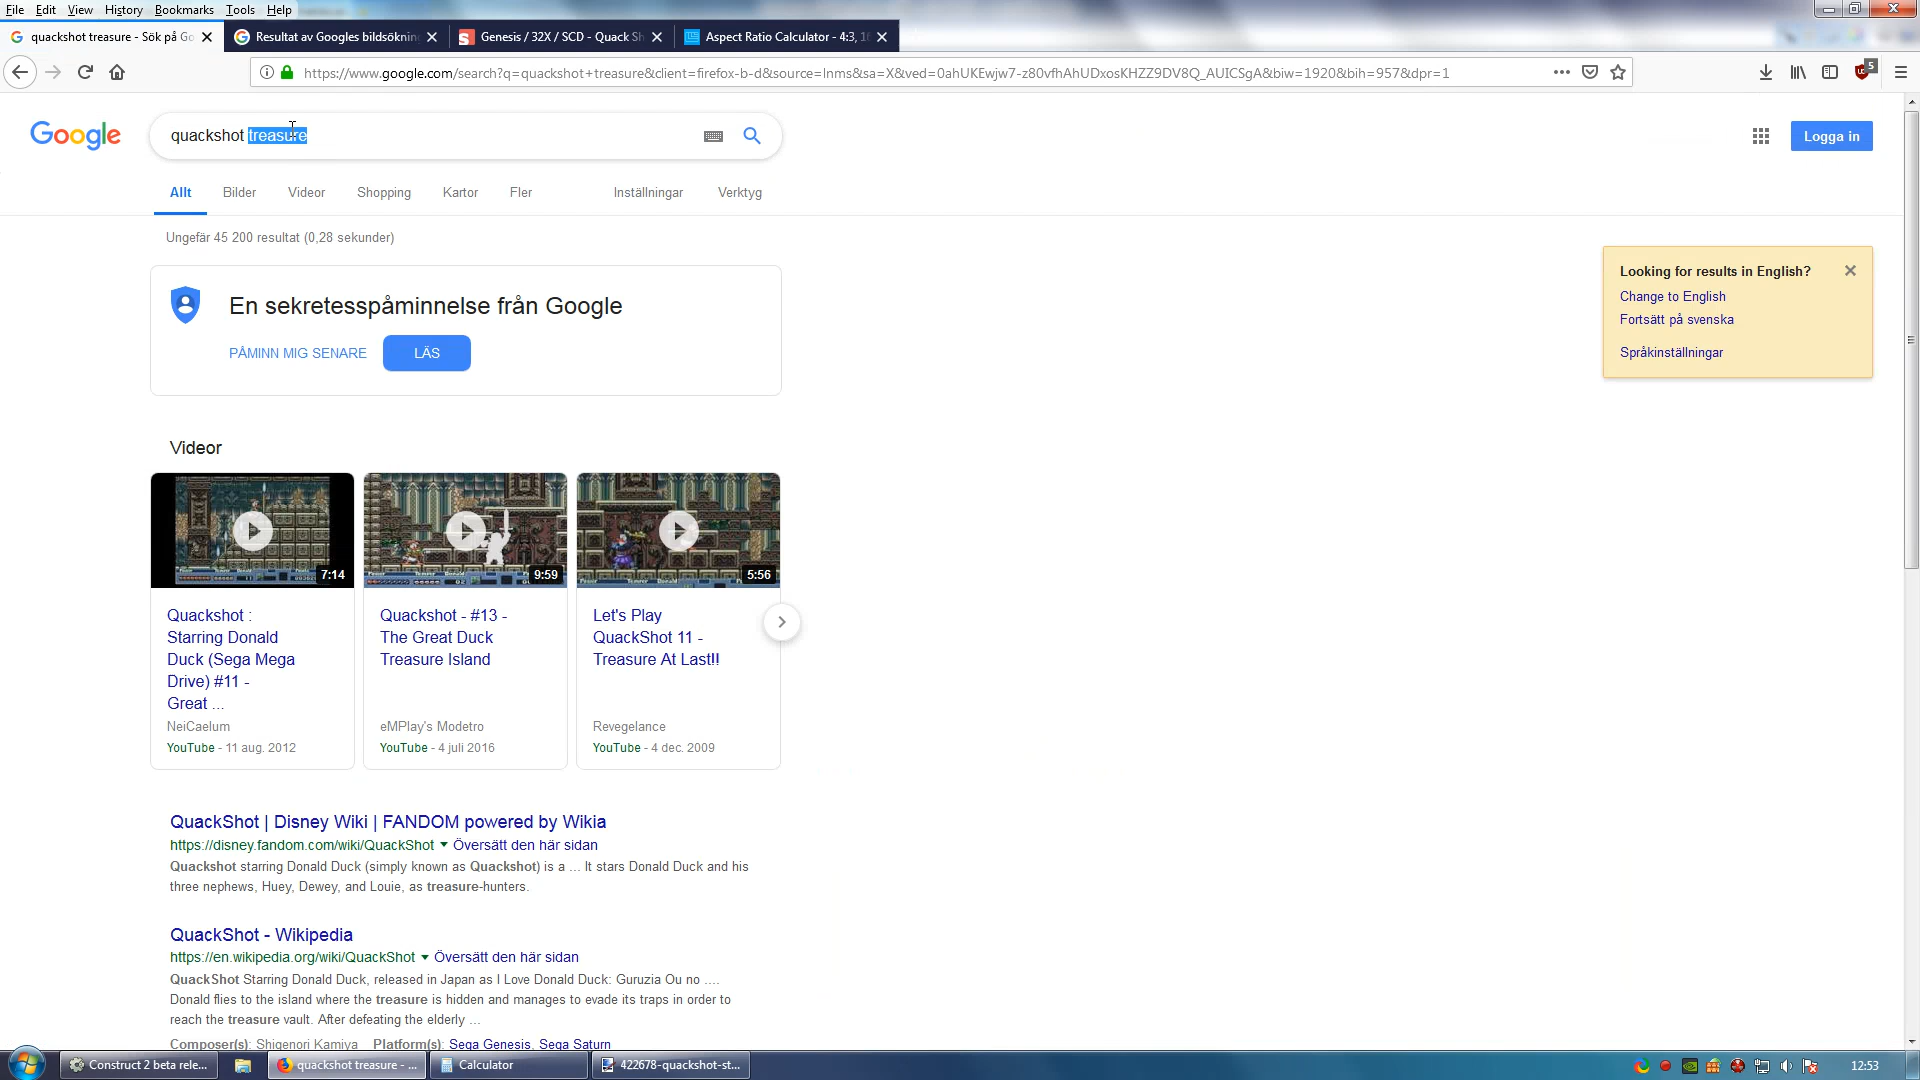 File Edit View History Bookmarks Tools Help
quackshot treasure - Sök på Go
Resultat av Googles bildsöknin
Genesis / 32X / SCD - Quack Sh
Aspect Ratio Calculator - 4:3, 16
https://www.google.com/search?q=quackshot+treasure&client=firefox-b-d&source=lnms&sa=X&ved=0ahUKEwjw7-z80vfhAhUDxosKHZZ9DV8Q_AUICSgA&biw=1920&bih=957&dpr=1
5
Google
quackshot treasure
Logga in
Allt Bilder Videor Shopping Kartor Fler Inställningar Verktyg
Ungefär 45 200 resultat (0,28 sekunder)
Looking for results in English?
Change to English
Fortsätt på svenska
Språkinställningar
En sekretesspåminnelse från Google
PÅMINN MIG SENARE LÄS
Videor
7:14
9:59
5:56
Quackshot :
Starring Donald
Duck (Sega Mega
Drive) #11 -
Great ...
NeiCaelum
YouTube - 11 aug. 2012
Quackshot - #13 -
The Great Duck
Treasure Island
eMPlay's Modetro
YouTube - 4 juli 2016
Let's Play
QuackShot 11 -
Treasure At Last!!
Revegelance
YouTube - 4 dec. 2009
QuackShot | Disney Wiki | FANDOM powered by Wikia
https://disney.fandom.com/wiki/QuackShot Översätt den här sidan
Quackshot starring Donald Duck (simply known as Quackshot) is a ... It stars Donald Duck and his
three nephews, Huey, Dewey, and Louie, as treasure-hunters.
QuackShot - Wikipedia
https://en.wikipedia.org/wiki/QuackShot Översätt den här sidan
QuackShot Starring Donald Duck, released in Japan as I Love Donald Duck: Guruzia Ou no ....
Donald flies to the island where the treasure is hidden and manages to evade its traps in order to
reach the treasure vault. After defeating the elderly ...
Composer(s): Shigenori Kamiya Platform(s): Sega Genesis, Sega Saturn
Construct 2 beta rele...
quackshot treasure - ...
Calculator
422678-quackshot-st...
12:53